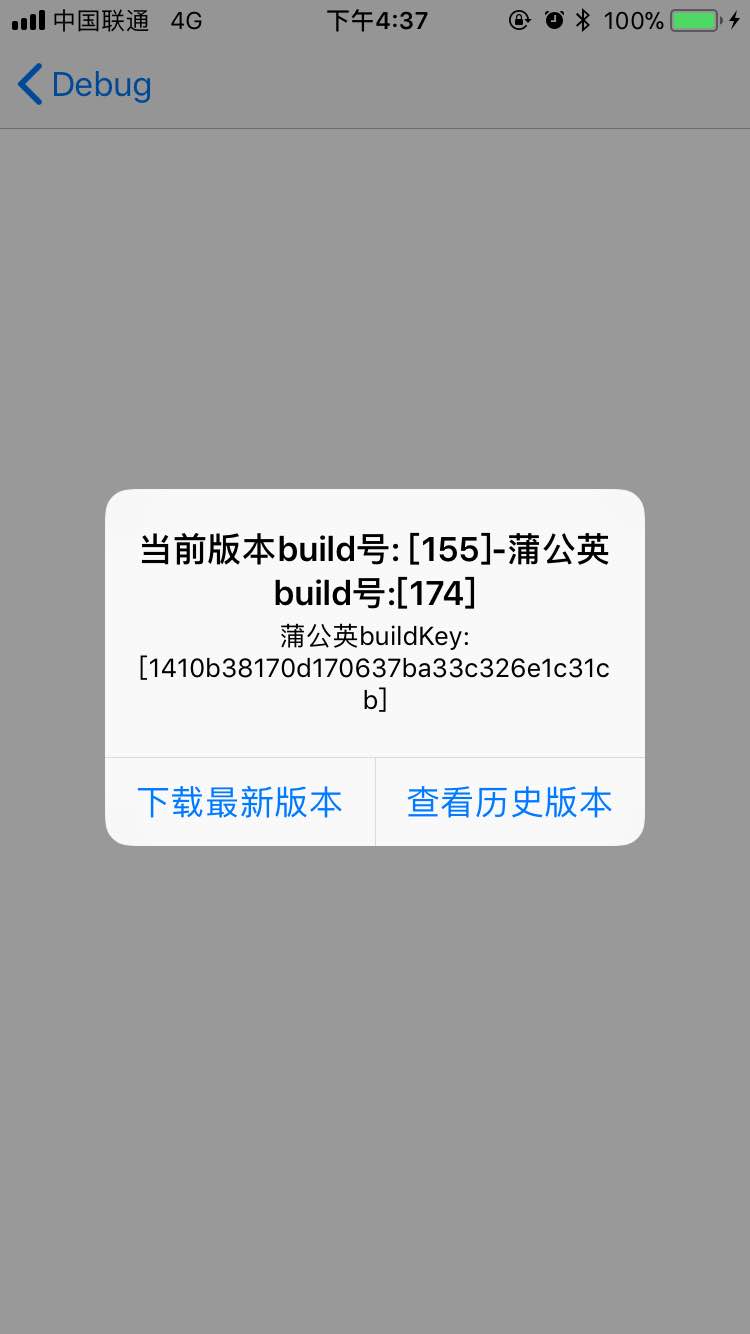 中国联通 4G 下午4:37 100%
Debug
当前版本build号: [155]-蒲公英
build号:[174]
蒲公英buildKey:
[1410b38170d170637ba33c326e1c31c
b]
下载最新版本 查看历史版本